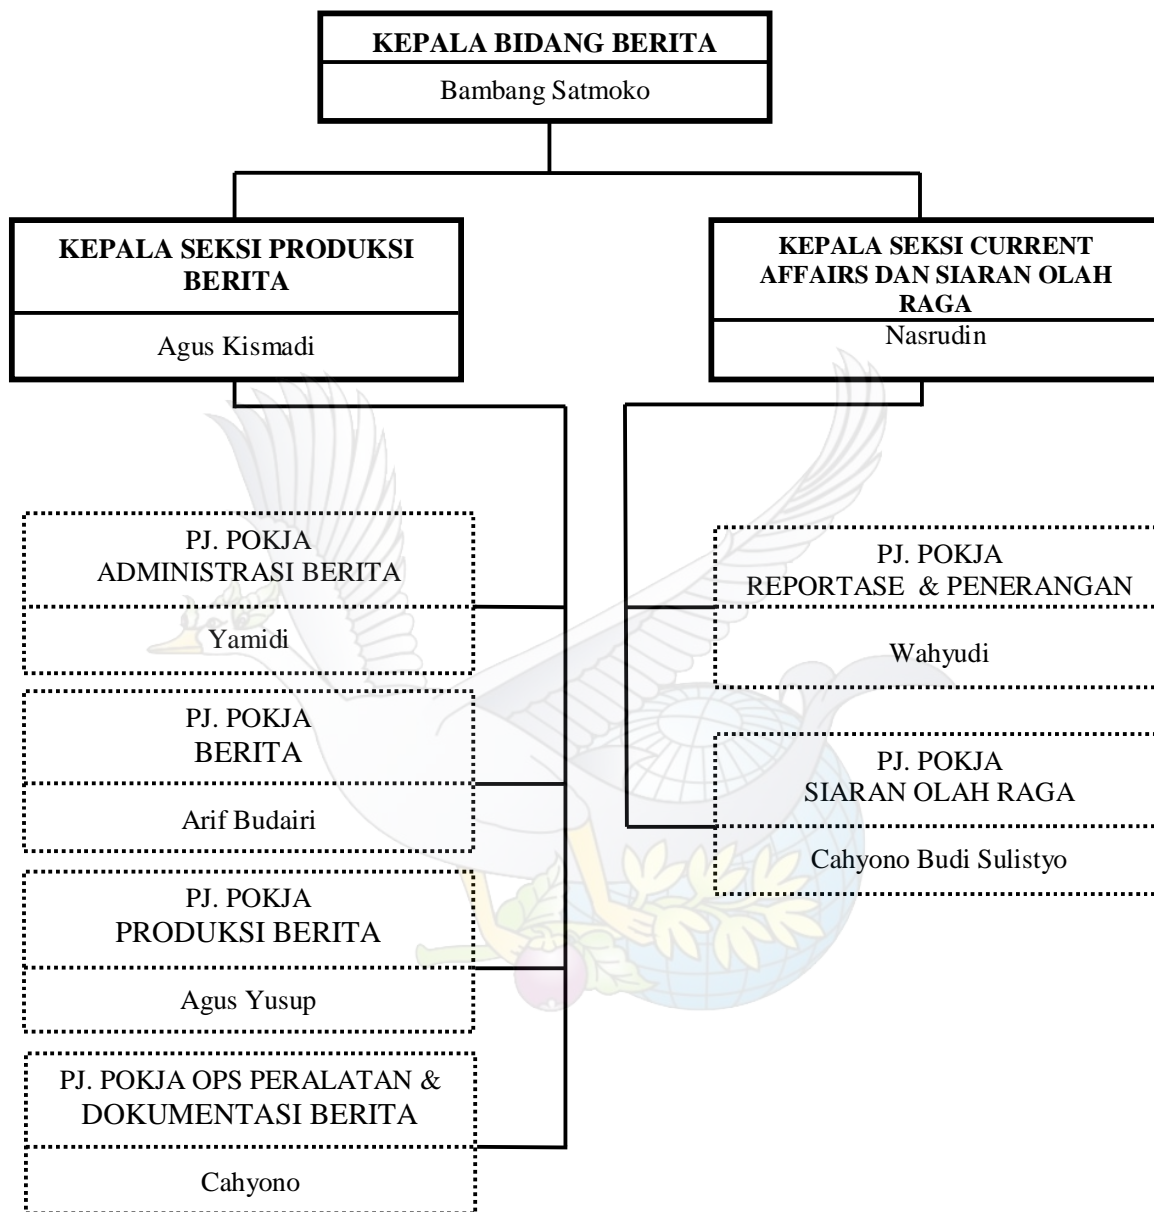 KEPALA BIDANG BERITA
Bambang Satmoko
KEPALA SEKSI PRODUKSI
BERITA
Agus Kismadi
KEPALA SEKSI CURRENT
AFFAIRS DAN SIARAN OLAH
RAGA
Nasrudin
PJ. POKJA
ADMINISTRASI BERITA
Yamidi
PJ. POKJA
BERITA
Arif Budairi
PJ. POKJA
PRODUKSI BERITA
Agus Yusup
PJ. POKJA OPS PERALATAN &
DOKUMENTASI BERITA
Cahyono
PJ. POKJA
REPORTASE & PENERANGAN
Wahyudi
PJ. POKJA
SIARAN OLAH RAGA
Cahyono Budi Sulistyo